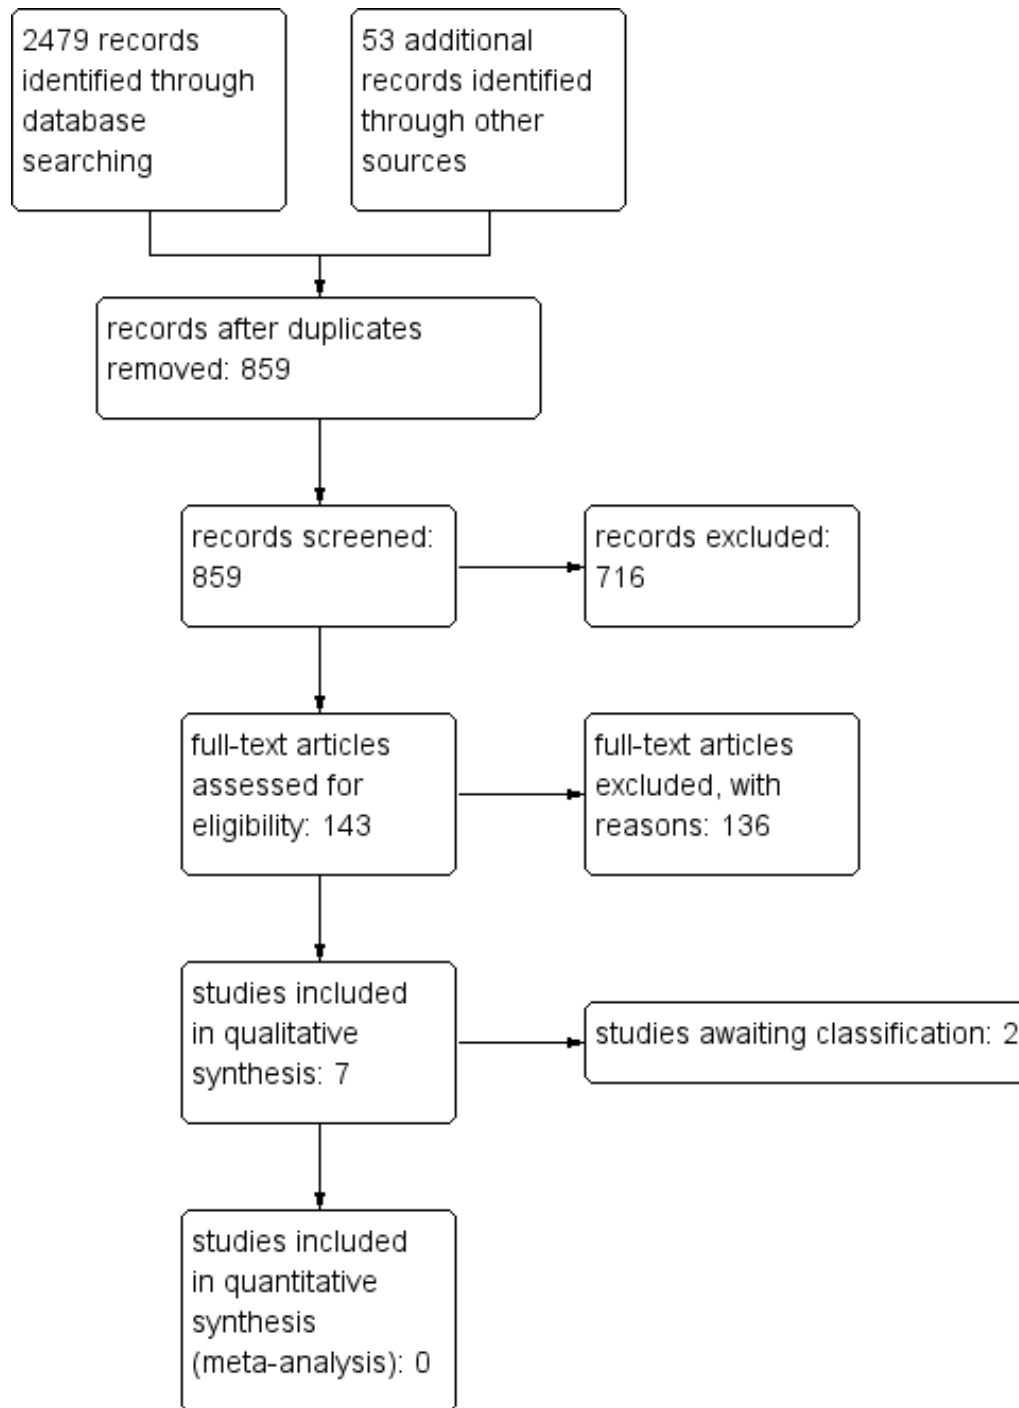 2479 records
identified through
database
searching
53 additional
records identified
through other
sources
records after duplicates
removed: 859
records screened:
859
records excluded:
716
full-text articles
assessed for
eligibility: 143
full-text articles
excluded, with
reasons: 136
studies included
in qualitative
synthesis: 7
studies awaiting classification: 2
studies included
in quantitative
synthesis
(meta-analysis): 0